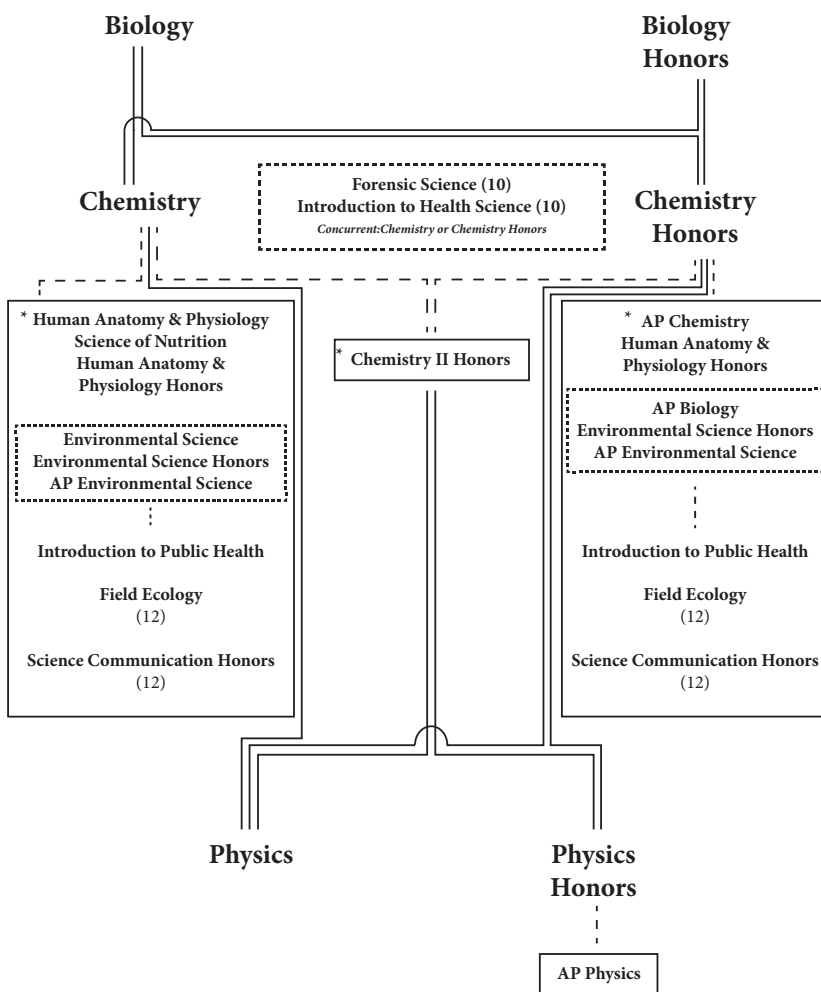 Biology
Biology
Honors
Forensic Science (10)
Introduction to Health Science (10)
Concurrent:Chemistry or Chemistry Honors
Chemistry
Chemistry
Honors
* Human Anatomy & Physiology
Science of Nutrition
Human Anatomy &
Physiology Honors
Environmental Science
Environmental Science Honors
AP Environmental Science
Introduction to Public Health
Field Ecology
(12)
Science Communication Honors
(12)
* Chemistry II Honors
* AP Chemistry
Human Anatomy &
Physiology Honors
AP Biology
Environmental Science Honors
AP Environmental Science
Introduction to Public Health
Field Ecology
(12)
Science Communication Honors
(12)
Physics
Physics
Honors
AP Physics